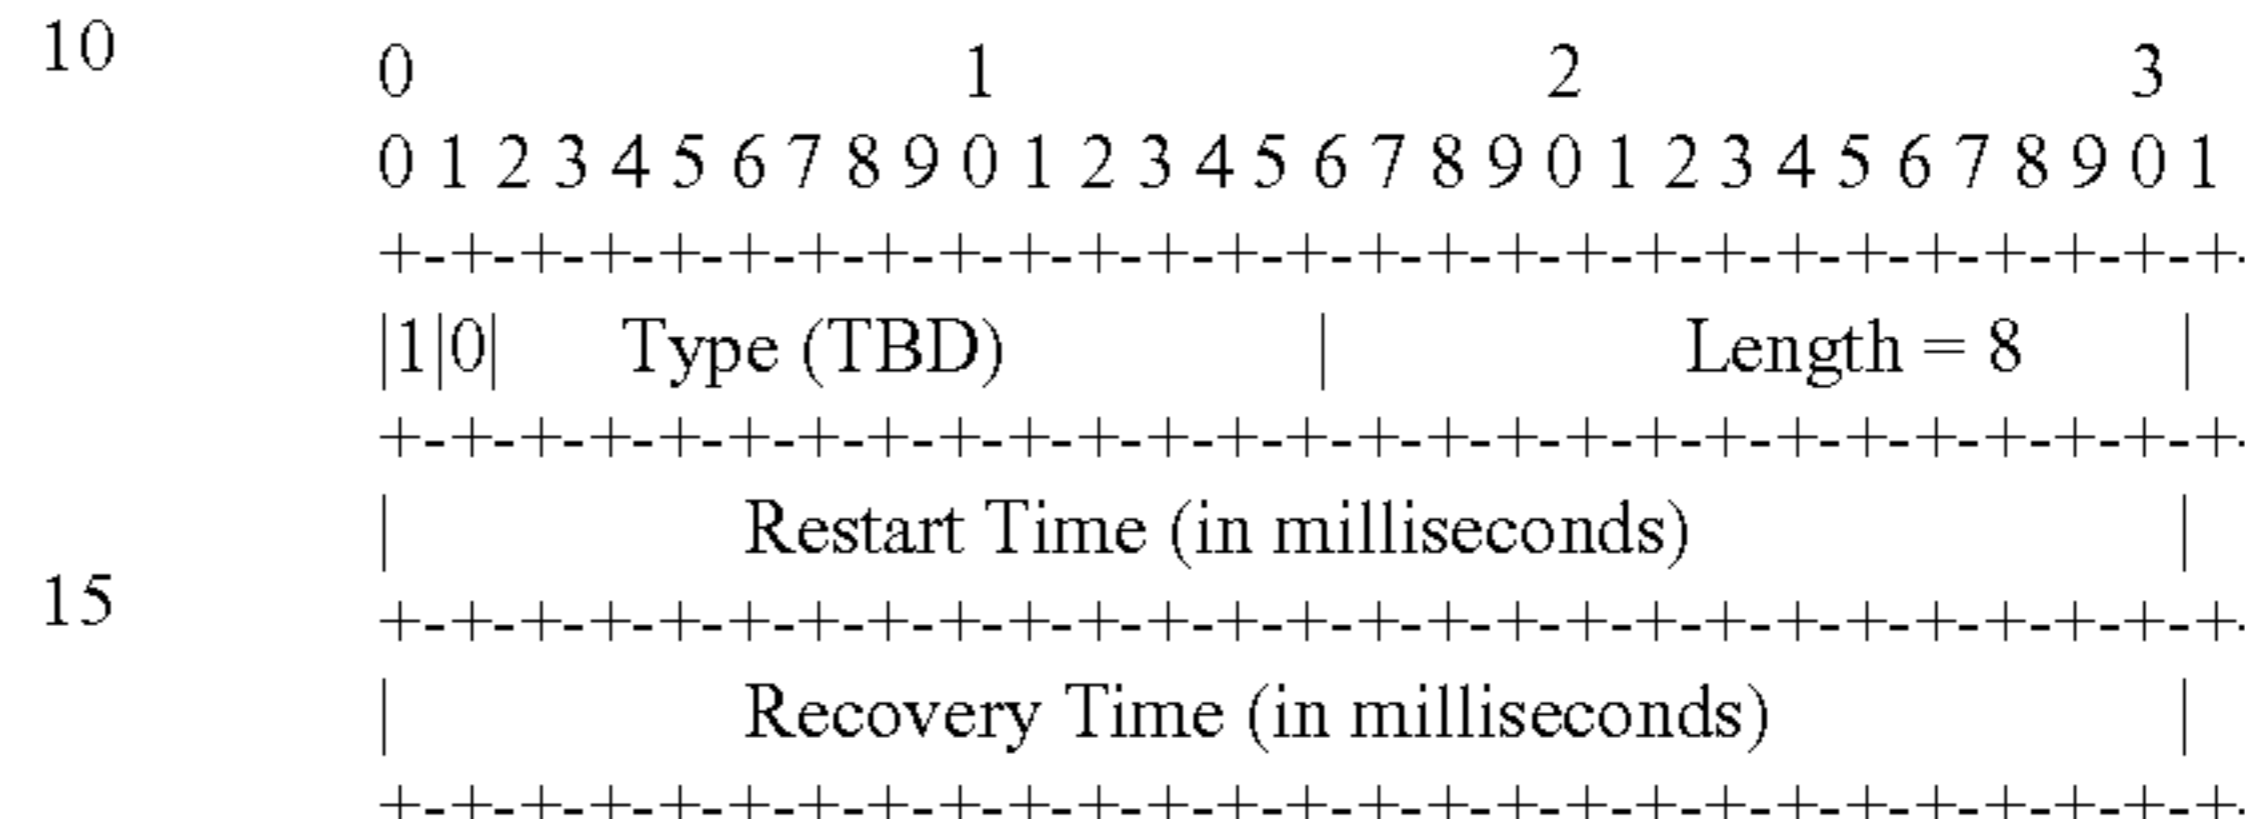 10
0 1 2 3
0 1 2 3 4 5 6 7 8 9 0 1 2 3 4 5 6 7 8 9 0 1 2 3 4 5 6 7 8 9 0 1
+-+-+-+-+-+-+-+-+-+-+-+-+-+-+-+-+-+-+-+-+-+-+-+-+-+-+-+
|1|0| Type (TBD) | Length = 8 |
+-+-+-+-+-+-+-+-+-+-+-+-+-+-+-+-+-+-+-+-+-+-+-+-+-+-+-+
| Restart Time (in milliseconds) |
15
+-+-+-+-+-+-+-+-+-+-+-+-+-+-+-+-+-+-+-+-+-+-+-+-+-+-+-+
| Recovery Time (in milliseconds) |
+-+-+-+-+-+-+-+-+-+-+-+-+-+-+-+-+-+-+-+-+-+-+-+-+-+-+-+